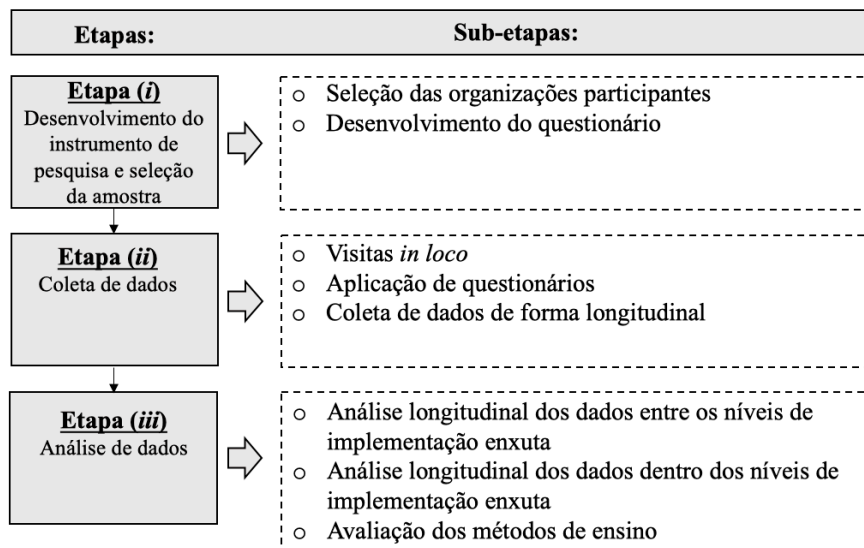 Etapas:
Sub-etapas:
Etapa (i)
Desenvolvimento do
instrumento de
pesquisa e seleção
da amostra
o Seleção das organizações participantes
o Desenvolvimento do questionário
Etapa (ii)
Coleta de dados
o Visitas in loco
o Aplicação de questionários
o Coleta de dados de forma longitudinal
Etapa (iii)
Análise de dados
o Análise longitudinal dos dados entre os níveis de
implementação enxuta
o Análise longitudinal dos dados dentro dos níveis de
implementação enxuta
o Avaliação dos métodos de ensino